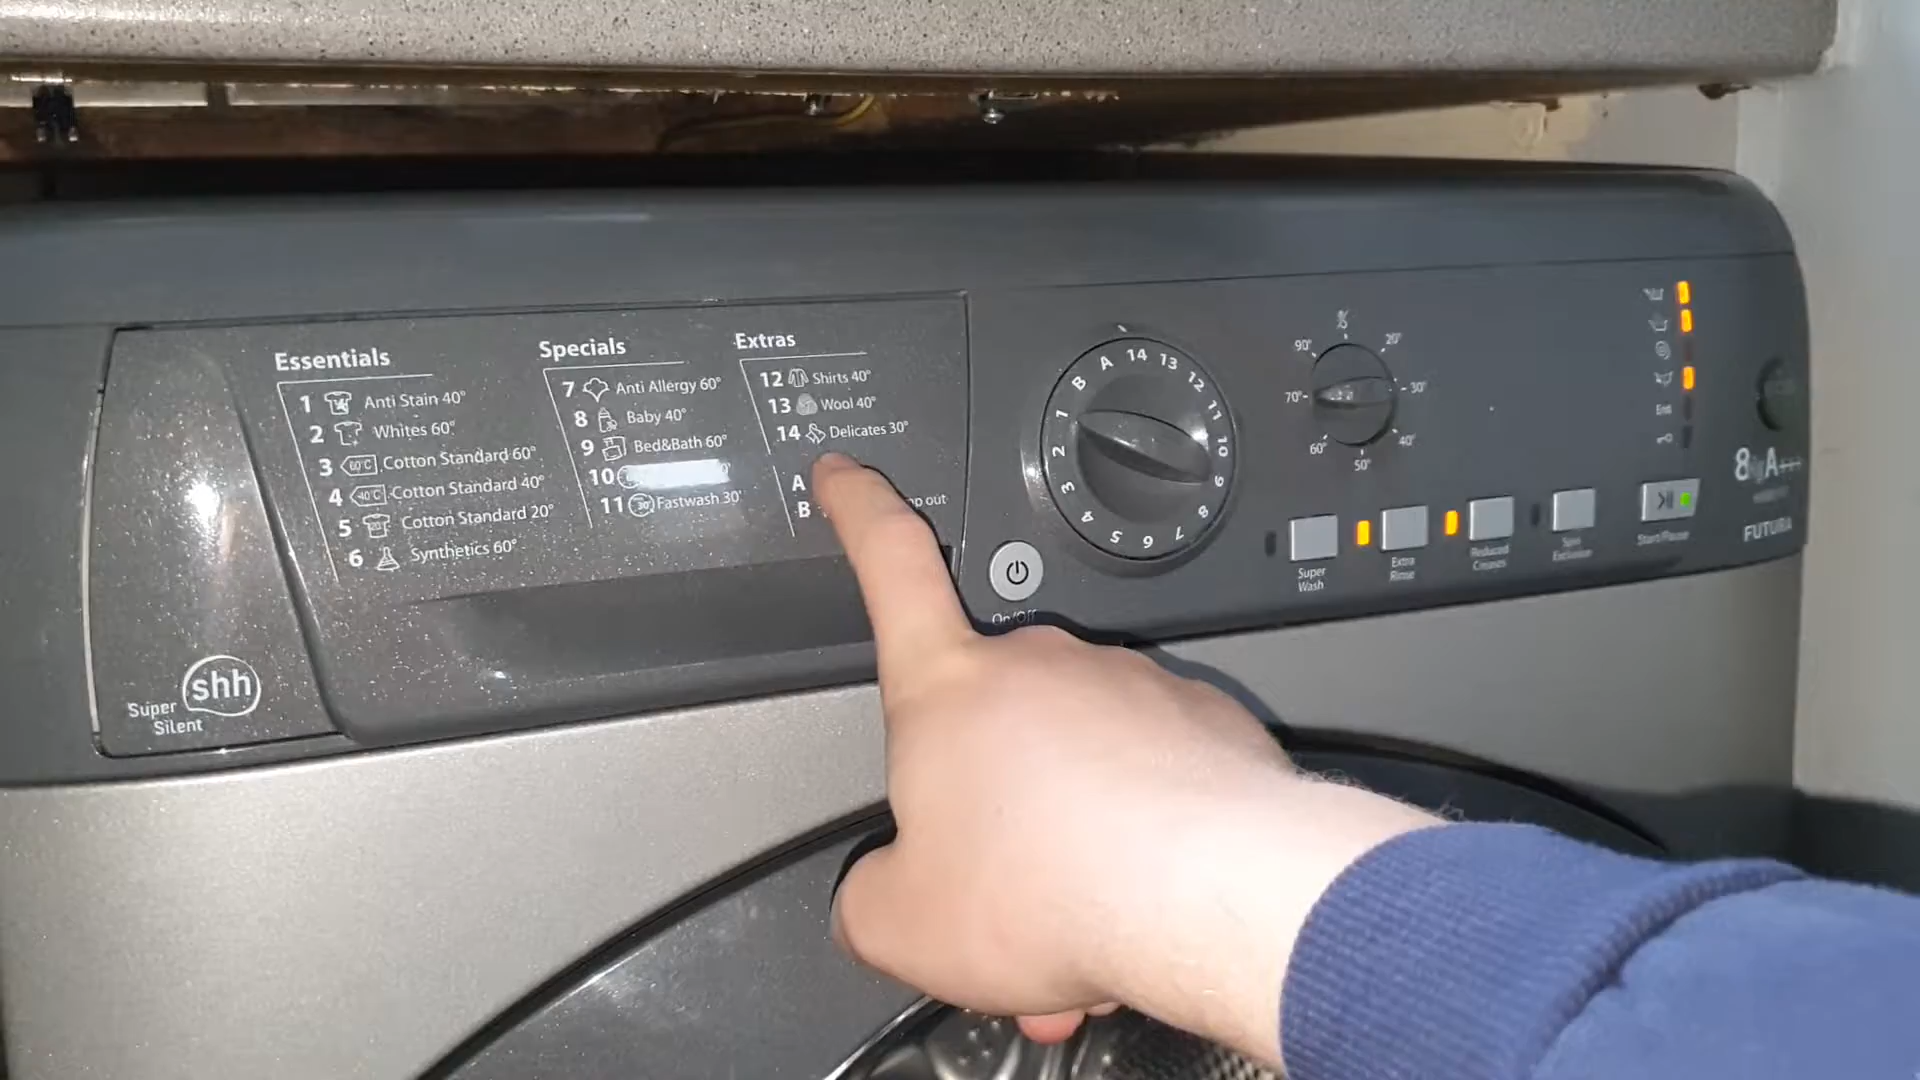 Essentials
1 Anti Stain 40°
2 Whites 60°
3 60°C Cotton Standard 60°
4 40°C Cotton Standard 40°
5 20° Cotton Standard 20°
6 Synthetics 60°
Specials
7 Anti Allergy 60°
8 Baby 40°
9 Bed&Bath 60°
10
11 30' Fastwash 30'
Extras
12 Shirts 40°
13 Wool 40°
14 Delicates 30°
A
B out
shh
Super
Silent
On/Off
A 14 13 12 11 10 9 8 7 6 5 4 3 2 1 B
20°
30°
40°
50°
60°
70°
90°
Super
Wash
Extra
Rinse
Reduced
Creases
Spin
Exclusion
End
Start/Pause
8kg A+++
FUTURA